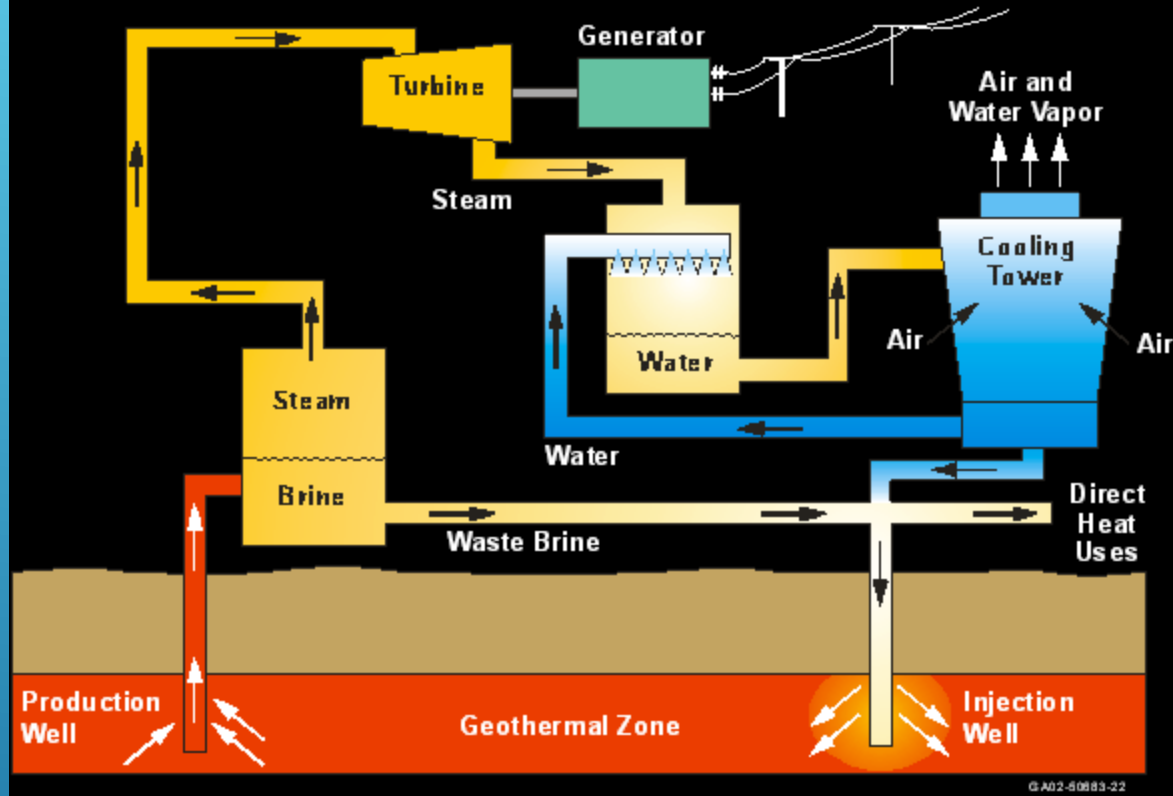 Generator
Turbine
Air and
Water Vapor
Steam
Cooling
Tower
Air
Air
Water
Steam
Water
Brine
Direct
Heat
Uses
Waste Brine
Production
Well
Geothermal Zone
Injection
Well
GA02-50663-22